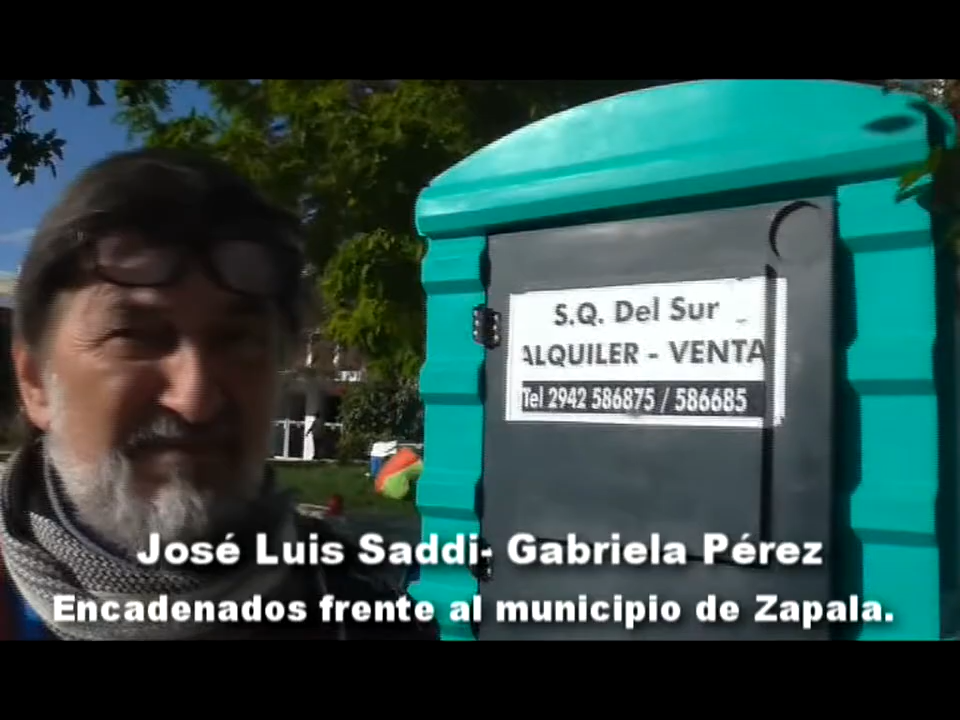 S.Q. Del Sur
ALQUILER - VENTA
Tel 2942 586875 / 586685
José Luis Saddi- Gabriela Pérez
Encadenados frente al municipio de Zapala.